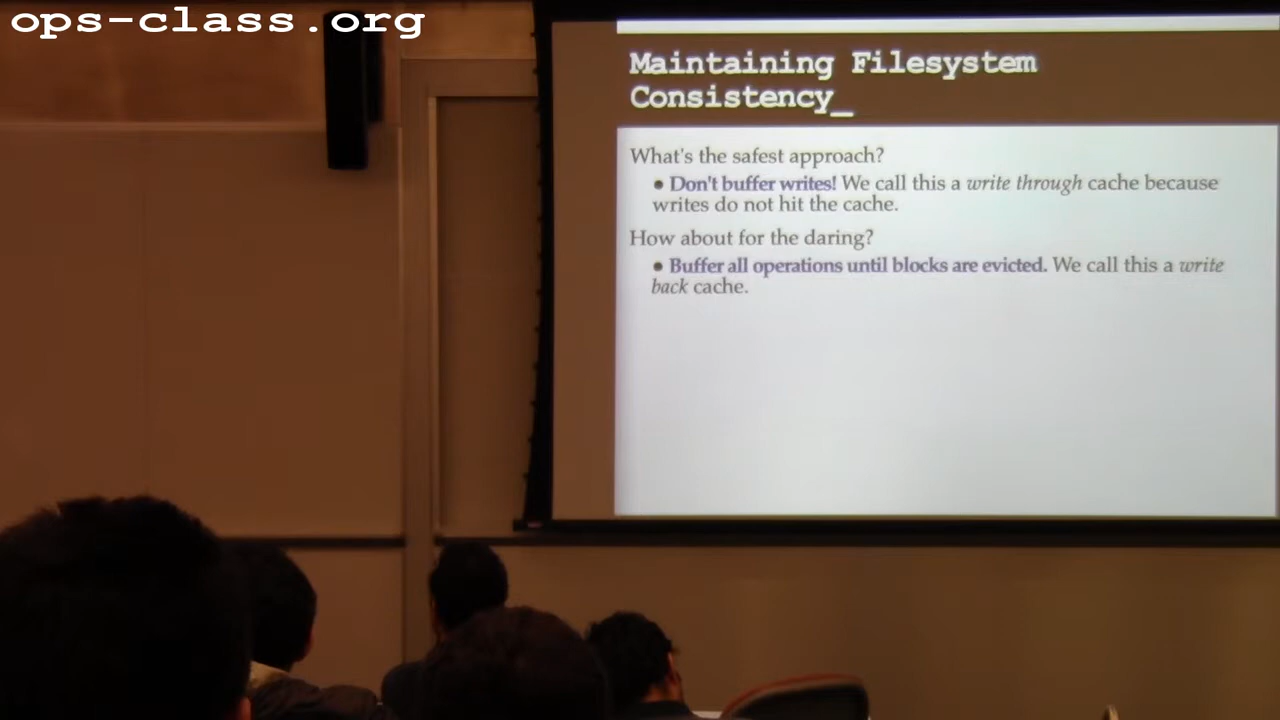 ops-class.org
Maintaining Filesystem
Consistency_
What's the safest approach?
• Don't buffer writes! We call this a write through cache because
writes do not hit the cache.
How about for the daring?
• Buffer all operations until blocks are evicted. We call this a write
back cache.